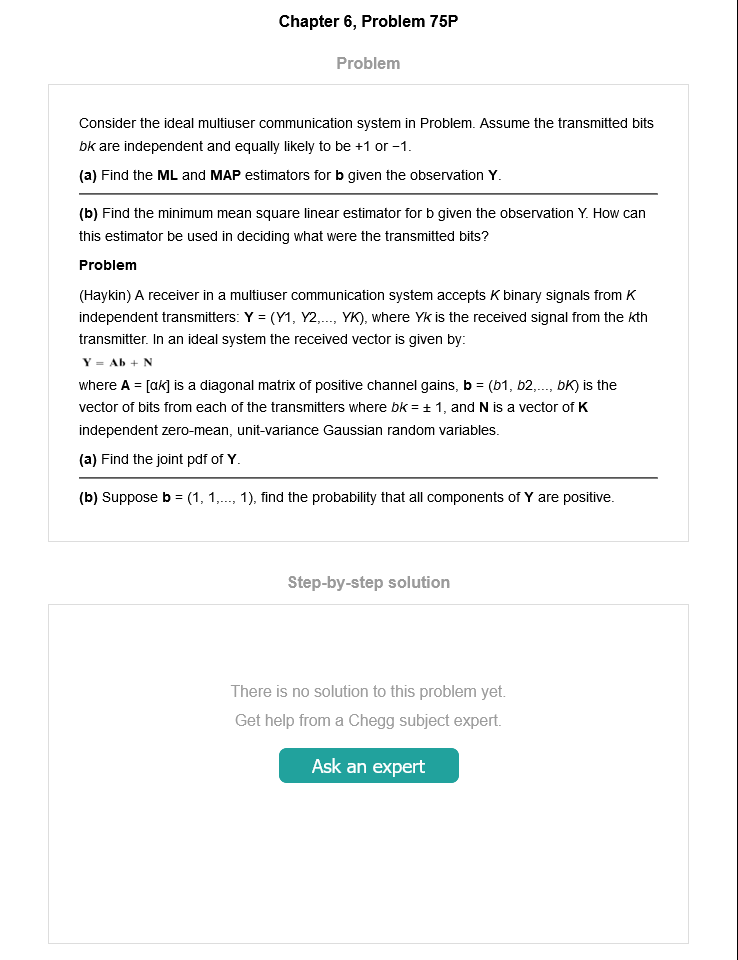 Chapter 6, Problem 75P
Problem
Consider the ideal multiuser communication system in Problem. Assume the transmitted bits
bk are independent and equally likely to be +1 or −1.
(a) Find the ML and MAP estimators for b given the observation Y.
(b) Find the minimum mean square linear estimator for b given the observation Y. How can
this estimator be used in deciding what were the transmitted bits?
Problem
(Haykin) A receiver in a multiuser communication system accepts K binary signals from K
independent transmitters: Y = (Y1, Y2,..., YK), where Yk is the received signal from the kth
transmitter. In an ideal system the received vector is given by:
Y = Ab + N
where A = [αk] is a diagonal matrix of positive channel gains, b = (b1, b2,..., bK) is the
vector of bits from each of the transmitters where bk = ± 1, and N is a vector of K
independent zero-mean, unit-variance Gaussian random variables.
(a) Find the joint pdf of Y.
(b) Suppose b = (1, 1,..., 1), find the probability that all components of Y are positive.
Step-by-step solution
There is no solution to this problem yet.
Get help from a Chegg subject expert.
Ask an expert